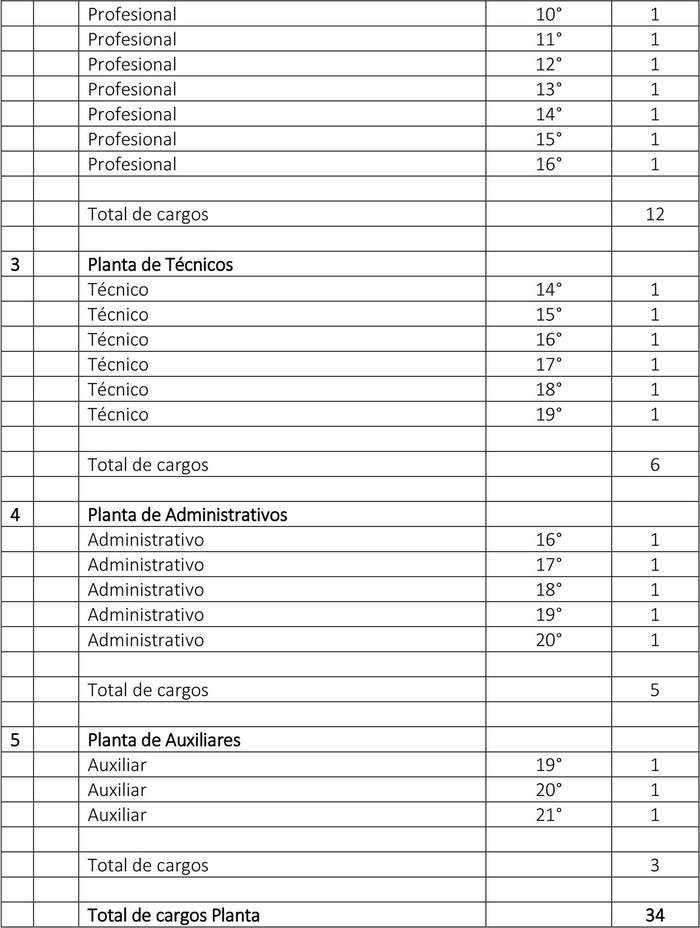 Profesional 10° 1
Profesional 11° 1
Profesional 12° 1
Profesional 13° 1
Profesional 14° 1
Profesional 15° 1
Profesional 16° 1
Total de cargos 12
3 Planta de Técnicos
Técnico 14° 1
Técnico 15° 1
Técnico 16° 1
Técnico 17° 1
Técnico 18° 1
Técnico 19° 1
Total de cargos 6
4 Planta de Administrativos
Administrativo 16° 1
Administrativo 17° 1
Administrativo 18° 1
Administrativo 19° 1
Administrativo 20° 1
Total de cargos 5
5 Planta de Auxiliares
Auxiliar 19° 1
Auxiliar 20° 1
Auxiliar 21° 1
Total de cargos 3
Total de cargos Planta 34